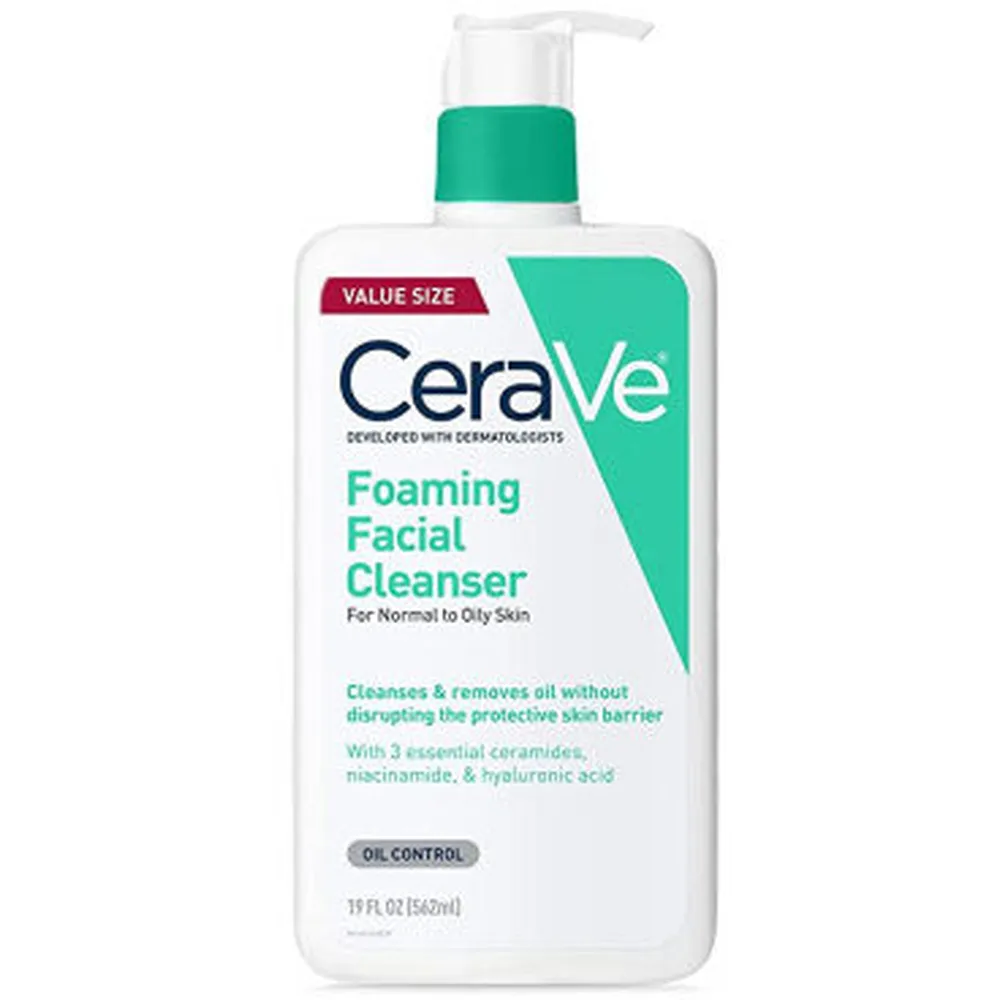 VALUE SIZE
CeraVe®
DEVELOPED WITH DERMATOLOGISTS
Foaming
Facial
Cleanser
For Normal to Oily Skin
Cleanses & removes oil without
disrupting the protective skin barrier
With 3 essential ceramides,
niacinamide, & hyaluronic acid
OIL CONTROL
19 FL OZ (562ml)